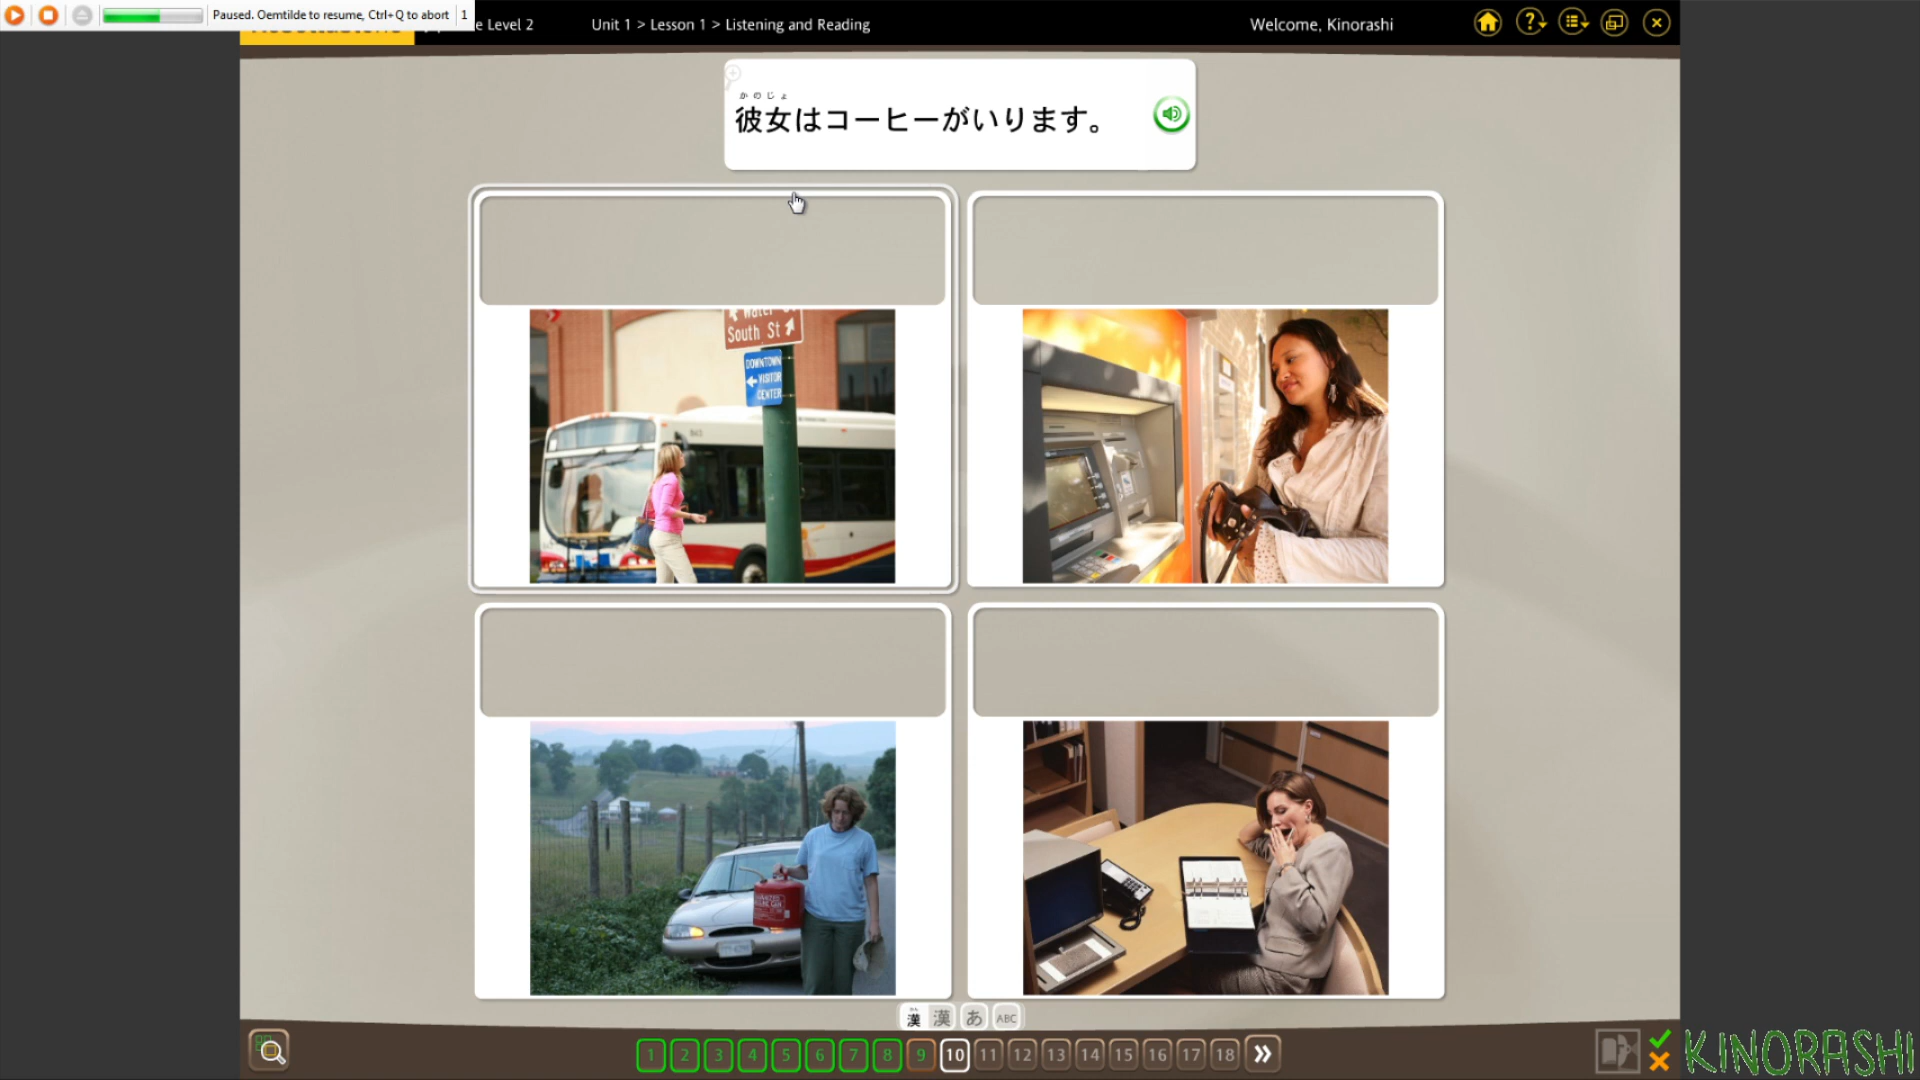 Paused. Oemtilde to resume, Ctrl+Q to abort
1
e Level 2
Unit 1 > Lesson 1 > Listening and Reading
Welcome, Kinorashi
かのじょ
彼女はコーヒーがいります。
South St
DOWNTOWN
VISITOR
CENTER
かん
漢 漢 あ ABC
1 2 3 4 5 6 7 8 9 10 11 12 13 14 15 16 17 18
KINORASHI